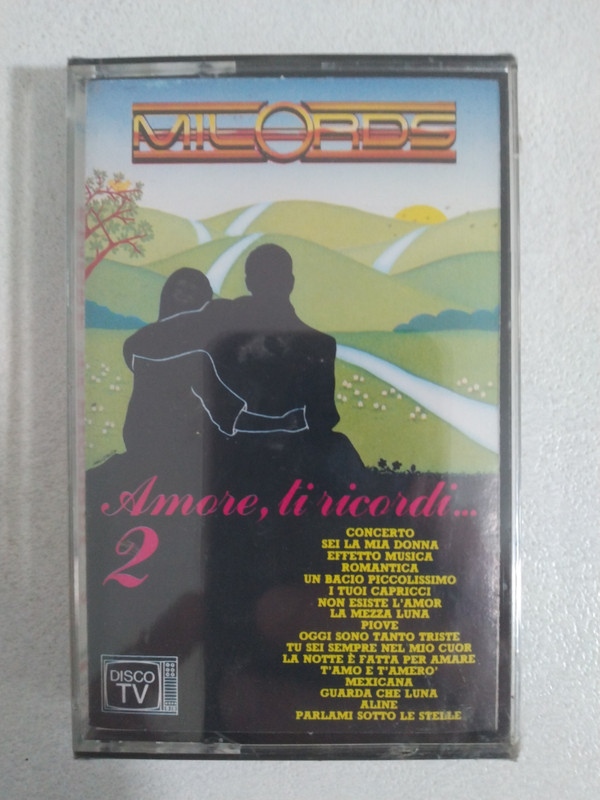 MILORDS
Amore, ti ricordi...
2
CONCERTO
SEI LA MIA DONNA
EFFETTO MUSICA
ROMANTICA
UN BACIO PICCOLISSIMO
I TUOI CAPRICCI
NON ESISTE L'AMOR
LA MEZZA LUNA
PIOVE
OGGI SONO TANTO TRISTE
TU SEI SEMPRE NEL MIO CUOR
LA NOTTE È FATTA PER AMARE
T'AMO E T'AMERO'
MEXICANA
GUARDA CHE LUNA
ALINE
PARLAMI SOTTO LE STELLE
DISCO
TV